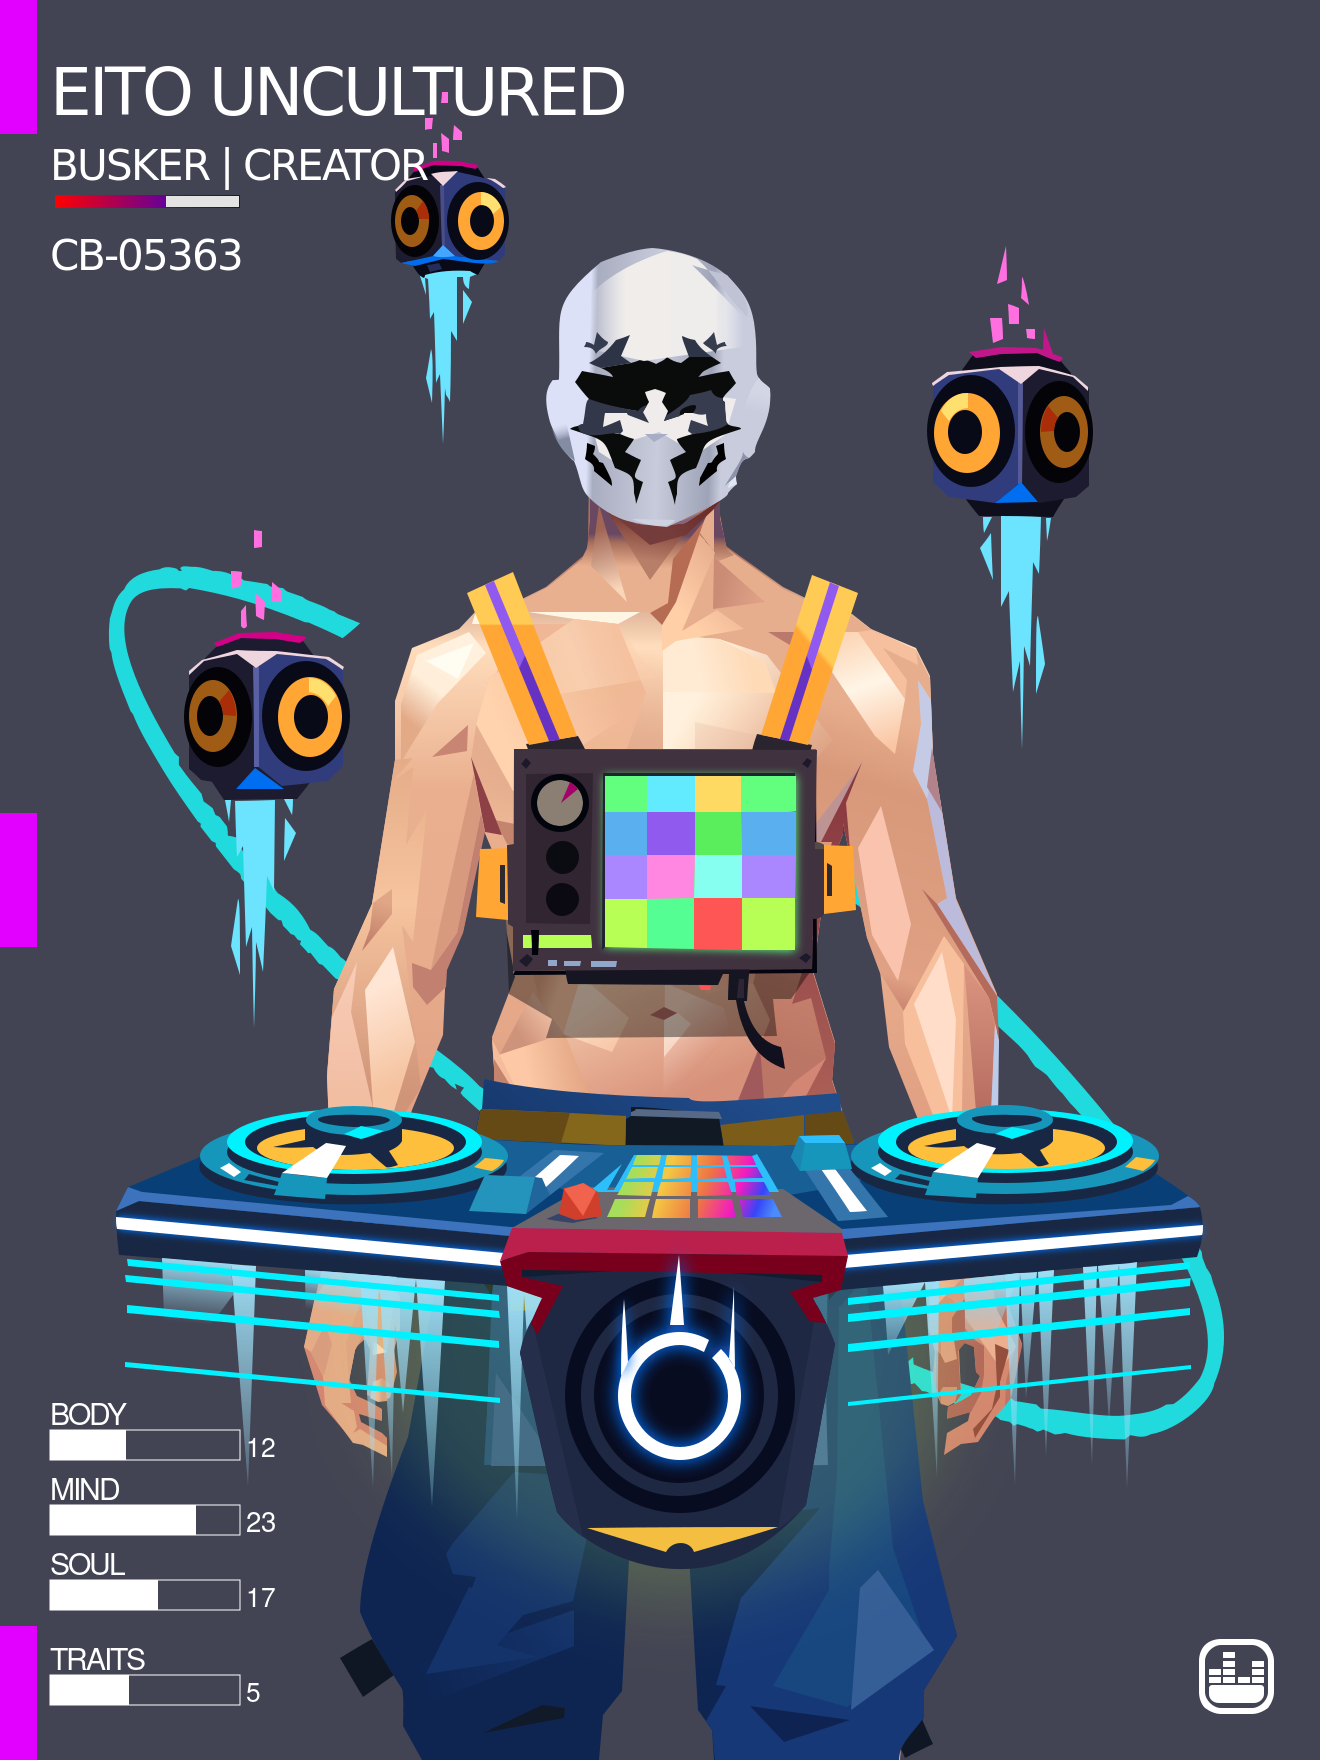 EITO UNCULTURED
BUSKER | CREATOR
CB-05363
BODY
12
MIND
23
SOUL
17
TRAITS
5